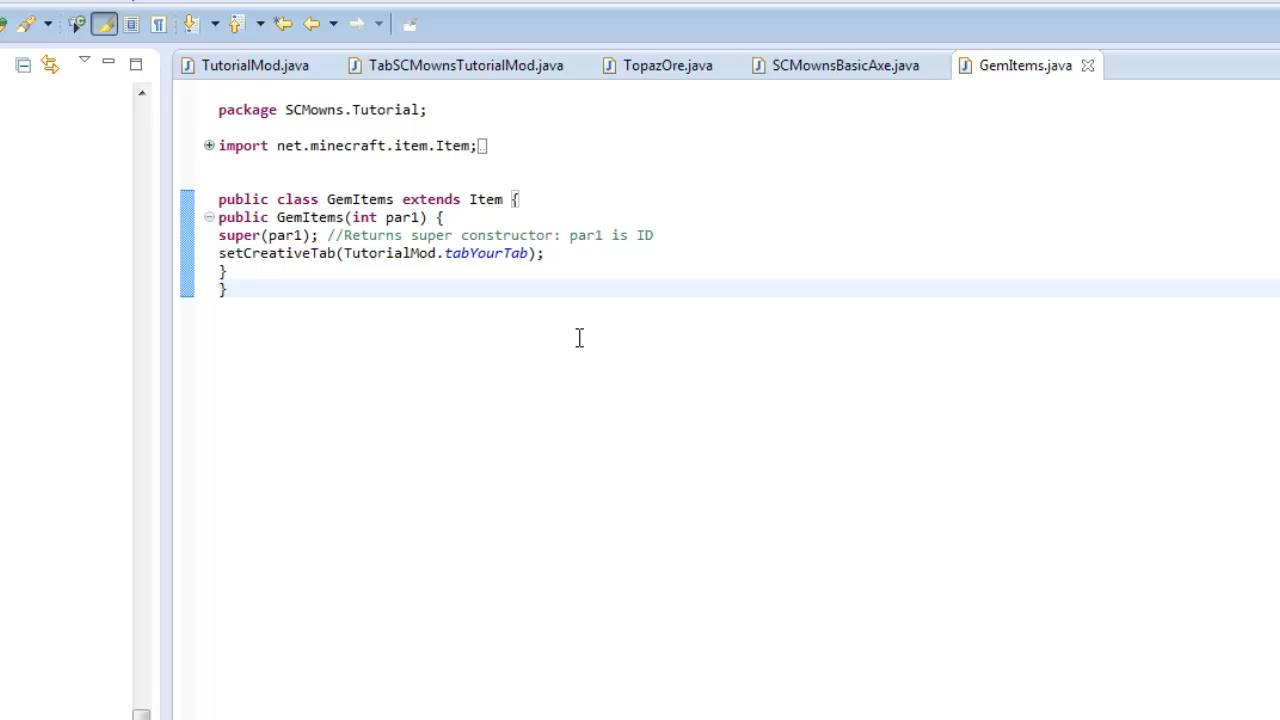 TutorialMod.java TabSCMownsTutorialMod.java TopazOre.java SCMownsBasicAxe.java GemItems.java
package SCMowns.Tutorial;
import net.minecraft.item.Item;
public class GemItems extends Item {
public GemItems(int par1) {
super(par1); //Returns super constructor: par1 is ID
setCreativeTab(TutorialMod.tabYourTab);
}
}